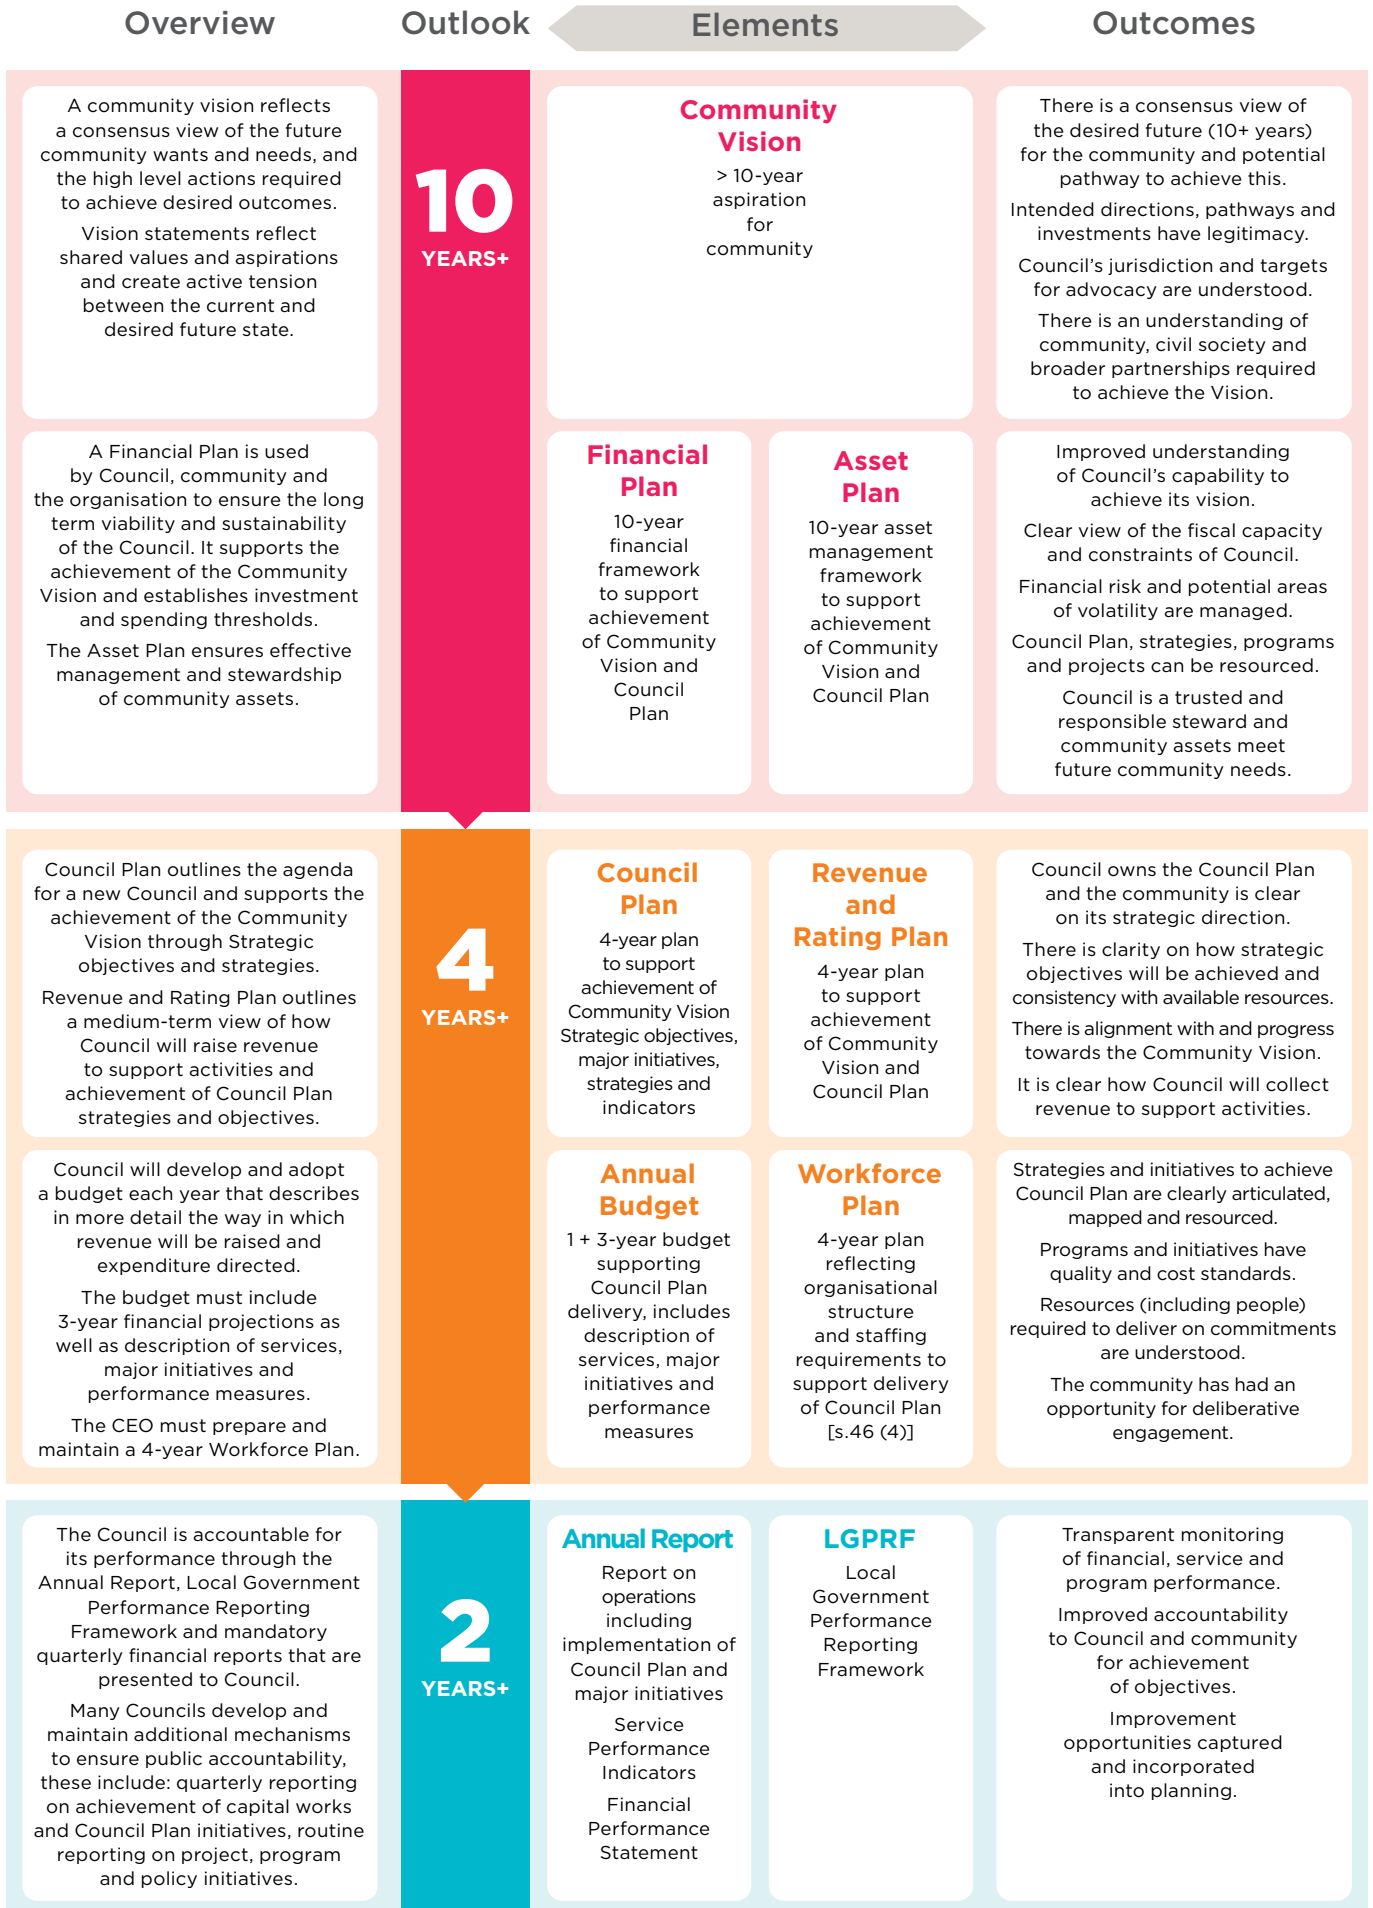 Overview
Outlook
Elements
Outcomes
A community vision reflects
a consensus view of the future
community wants and needs, and
the high level actions required
to achieve desired outcomes.
Vision statements reflect
shared values and aspirations
and create active tension
between the current and
desired future state.
10
YEARS+
Community
Vision
> 10-year
aspiration
for
community
There is a consensus view of
the desired future (10+ years)
for the community and potential
pathway to achieve this.
Intended directions, pathways and
investments have legitimacy.
Council’s jurisdiction and targets
for advocacy are understood.
There is an understanding of
community, civil society and
broader partnerships required
to achieve the Vision.
A Financial Plan is used
by Council, community and
the organisation to ensure the long
term viability and sustainability
of the Council. It supports the
achievement of the Community
Vision and establishes investment
and spending thresholds.
The Asset Plan ensures effective
management and stewardship
of community assets.
Financial
Plan
10-year
financial
framework
to support
achievement
of Community
Vision and
Council
Plan
Asset
Plan
10-year asset
management
framework
to support
achievement
of Community
Vision and
Council Plan
Improved understanding
of Council’s capability to
achieve its vision.
Clear view of the fiscal capacity
and constraints of Council.
Financial risk and potential areas
of volatility are managed.
Council Plan, strategies, programs
and projects can be resourced.
Council is a trusted and
responsible steward and
community assets meet
future community needs.
Council Plan outlines the agenda
for a new Council and supports the
achievement of the Community
Vision through Strategic
objectives and strategies.
Revenue and Rating Plan outlines
a medium-term view of how
Council will raise revenue
to support activities and
achievement of Council Plan
strategies and objectives.
4
YEARS+
Council
Plan
4-year plan
to support
achievement of
Community Vision
Strategic objectives,
major initiatives,
strategies and
indicators
Revenue
and
Rating Plan
4-year plan
to support
achievement
of Community
Vision and
Council Plan
Council owns the Council Plan
and the community is clear
on its strategic direction.
There is clarity on how strategic
objectives will be achieved and
consistency with available resources.
There is alignment with and progress
towards the Community Vision.
It is clear how Council will collect
revenue to support activities.
Council will develop and adopt
a budget each year that describes
in more detail the way in which
revenue will be raised and
expenditure directed.
The budget must include
3-year financial projections as
well as description of services,
major initiatives and
performance measures.
The CEO must prepare and
maintain a 4-year Workforce Plan.
Annual
Budget
1 + 3-year budget
supporting
Council Plan
delivery, includes
description of
services, major
initiatives and
performance
measures
Workforce
Plan
4-year plan
reflecting
organisational
structure
and staffing
requirements to
support delivery
of Council Plan
[s.46 (4)]
Strategies and initiatives to achieve
Council Plan are clearly articulated,
mapped and resourced.
Programs and initiatives have
quality and cost standards.
Resources (including people)
required to deliver on commitments
are understood.
The community has had an
opportunity for deliberative
engagement.
The Council is accountable for
its performance through the
Annual Report, Local Government
Performance Reporting
Framework and mandatory
quarterly financial reports that are
presented to Council.
Many Councils develop and
maintain additional mechanisms
to ensure public accountability,
these include: quarterly reporting
on achievement of capital works
and Council Plan initiatives, routine
reporting on project, program
and policy initiatives.
2
YEARS+
Annual Report
Report on
operations
including
implementation of
Council Plan and
major initiatives
Service
Performance
Indicators
Financial
Performance
Statement
LGPRF
Local
Government
Performance
Reporting
Framework
Transparent monitoring
of financial, service and
program performance.
Improved accountability
to Council and community
for achievement
of objectives.
Improvement
opportunities captured
and incorporated
into planning.